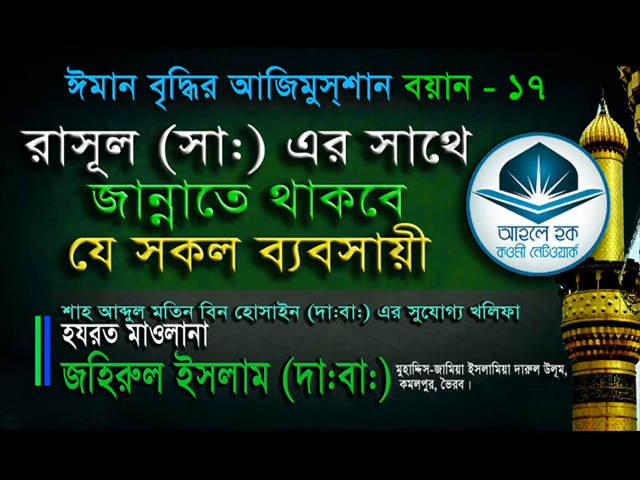 ঈমান বৃদ্ধির আজিমুস্শান বয়ান - ১৭
রাসূল (সা:) এর সাথে
জান্নাতে থাকবে
যে সকল ব্যবসায়ী
আহলে হক
কওমী নেটওয়ার্ক
শাহ আব্দুল মতিন বিন হোসাইন (দা:বা:) এর সুযোগ্য খলিফা
হযরত মাওলানা
জহিরুল ইসলাম (দা:বা:)
মুহাদ্দিস-জামিয়া ইসলামিয়া দারুল উলূম,
কমলপুর, ভৈরব।